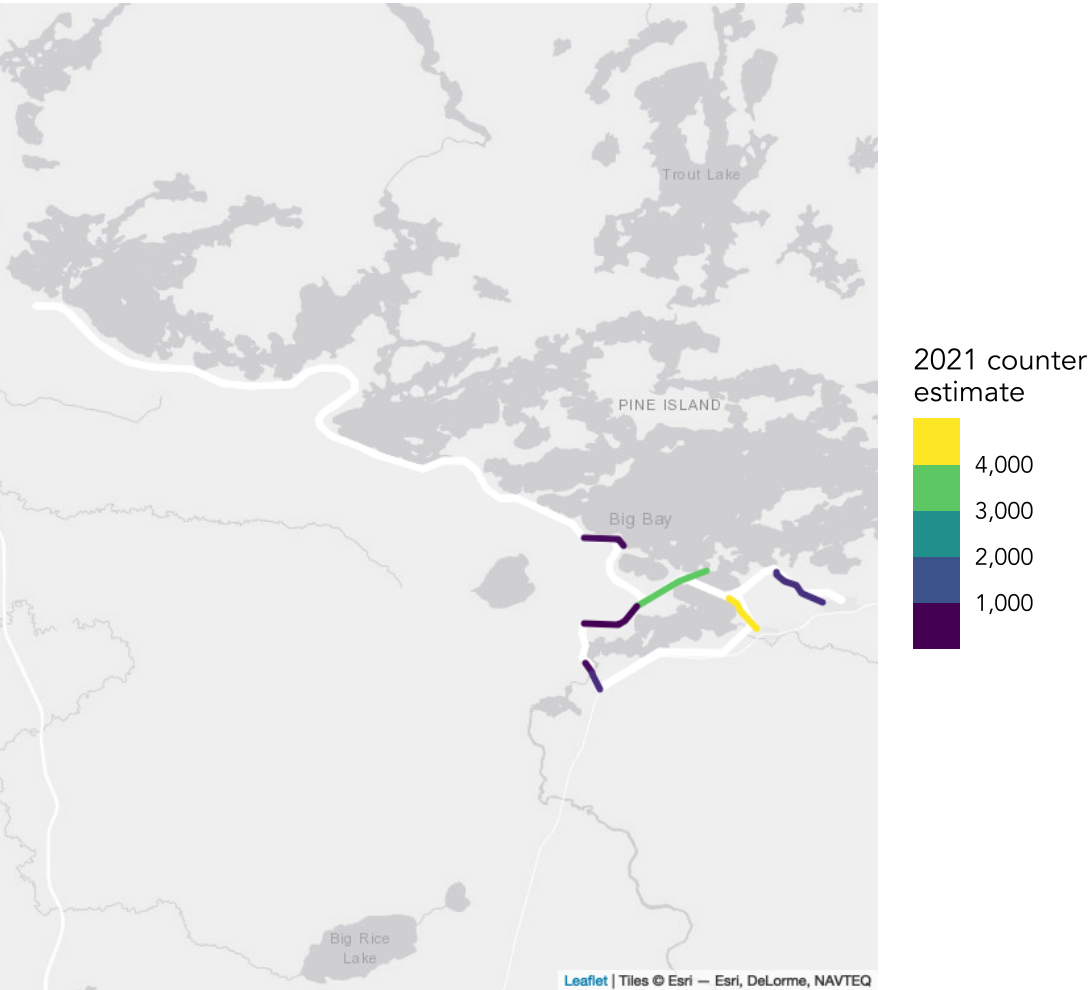 Trout Lake
PINE ISLAND
Big Bay
Big Rice
Lake
2021 counter
estimate
4,000
3,000
2,000
1,000
Leaflet | Tiles © Esri — Esri, DeLorme, NAVTEQ